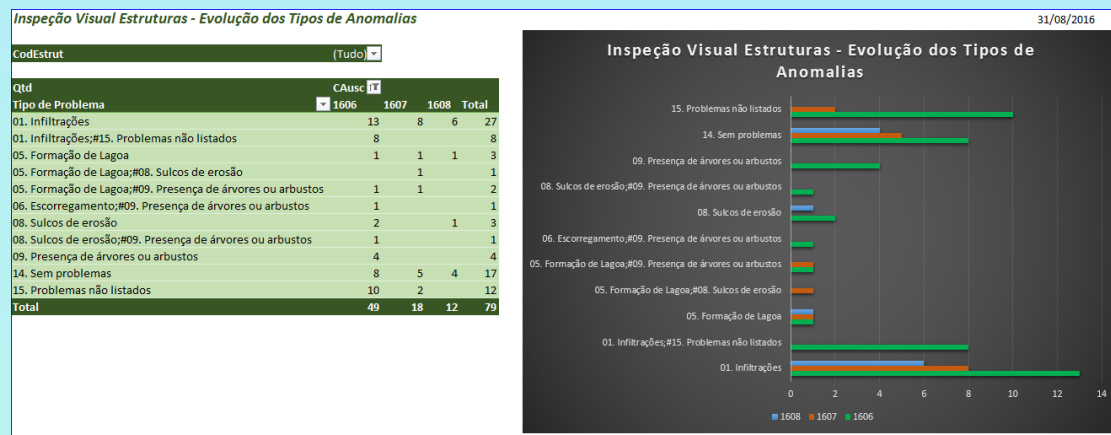 Inspeção Visual Estruturas - Evolução dos Tipos de Anomalias
31/08/2016
CodEstrut (Tudo)
Qtd CAusc
Tipo de Problema 1606 1607 1608 Total
01. Infiltrações 13 8 6 27
01. Infiltrações;#15. Problemas não listados 8 8
05. Formação de Lagoa 1 1 1 3
05. Formação de Lagoa;#08. Sulcos de erosão 1 1
05. Formação de Lagoa;#09. Presença de árvores ou arbustos 1 1 2
06. Escorregamento;#09. Presença de árvores ou arbustos 1 1
08. Sulcos de erosão 2 1 3
08. Sulcos de erosão;#09. Presença de árvores ou arbustos 1 1
09. Presença de árvores ou arbustos 4 4
14. Sem problemas 8 5 4 17
15. Problemas não listados 10 2 12
Total 49 18 12 79
Inspeção Visual Estruturas - Evolução dos Tipos de
Anomalias
15. Problemas não listados
14. Sem problemas
09. Presença de árvores ou arbustos
08. Sulcos de erosão;#09. Presença de árvores ou arbustos
08. Sulcos de erosão
06. Escorregamento;#09. Presença de árvores ou arbustos
05. Formação de Lagoa;#09. Presença de árvores ou arbustos
05. Formação de Lagoa;#08. Sulcos de erosão
05. Formação de Lagoa
01. Infiltrações;#15. Problemas não listados
01. Infiltrações
0 2 4 6 8 10 12 14
1608 1607 1606